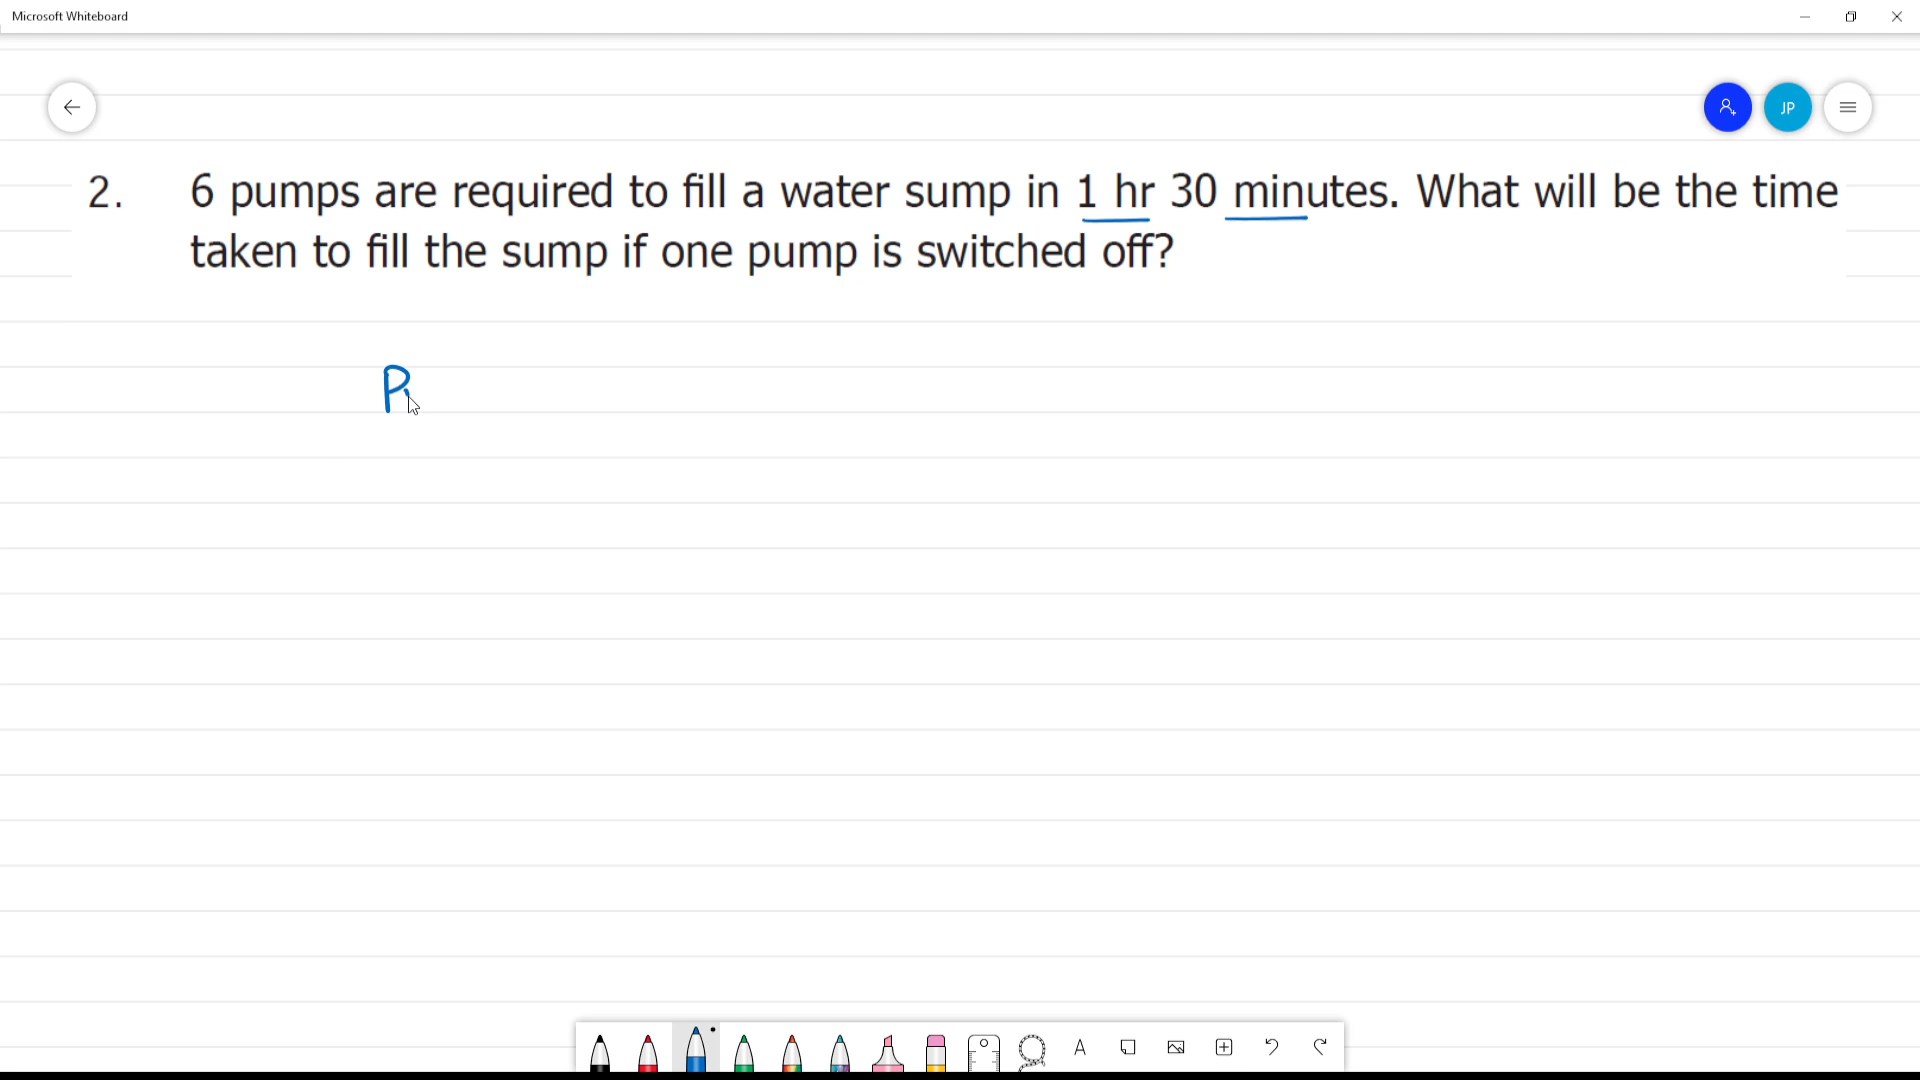 Microsoft Whiteboard
JP
2. 6 pumps are required to fill a water sump in 1 hr 30 minutes. What will be the time
taken to fill the sump if one pump is switched off?
P
A